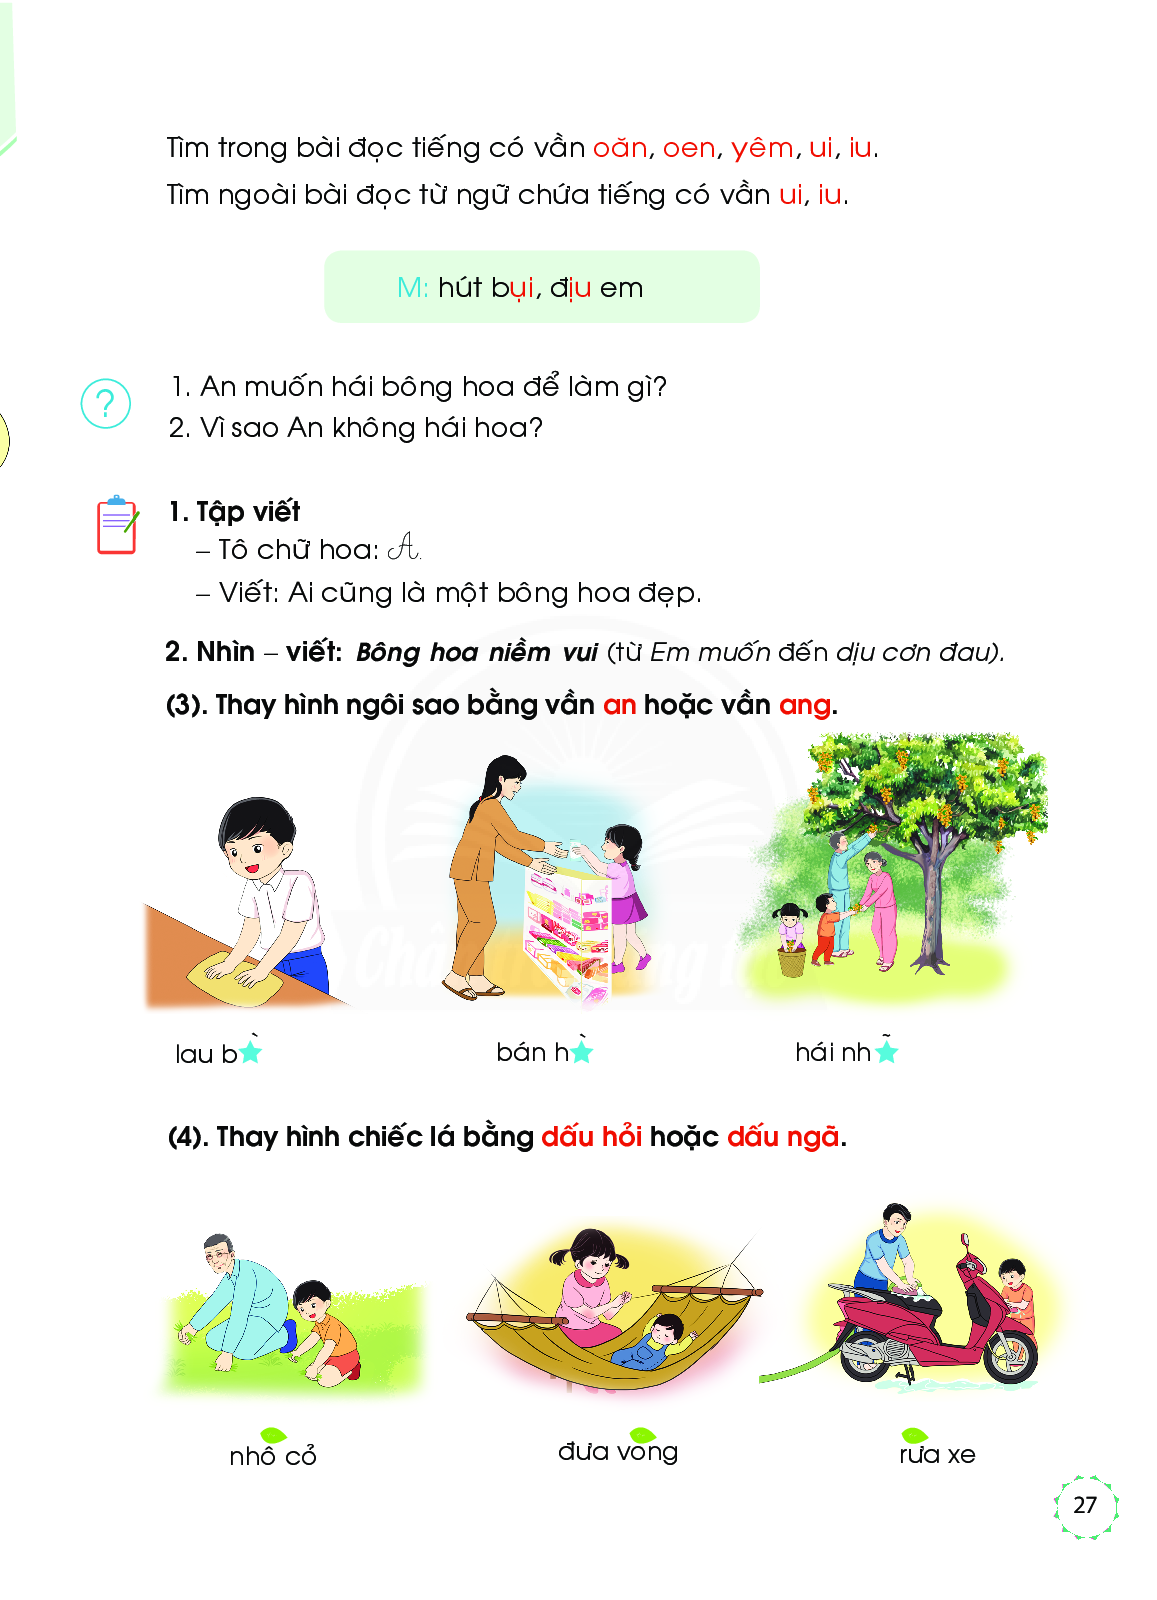 Tìm trong bài đọc tiếng có vần oăn, oen, yêm, ui, iu.
Tìm ngoài bài đọc từ ngữ chứa tiếng có vần ui, iu.
M: hút bụi, địu em
?
1. An muốn hái bông hoa để làm gì?
2. Vì sao An không hái hoa?
1. Tập viết
– Tô chữ hoa: A.
– Viết: Ai cũng là một bông hoa đẹp.
2. Nhìn – viết: Bông hoa niềm vui (từ Em muốn đến dịu cơn đau).
(3). Thay hình ngôi sao bằng vần an hoặc vần ang.
Chân trời sáng tạo
lau b★̀ bán h★̀ hái nh★̃
(4). Thay hình chiếc lá bằng dấu hỏi hoặc dấu ngã.
nhô cỏ đưa vong rưa xe
27